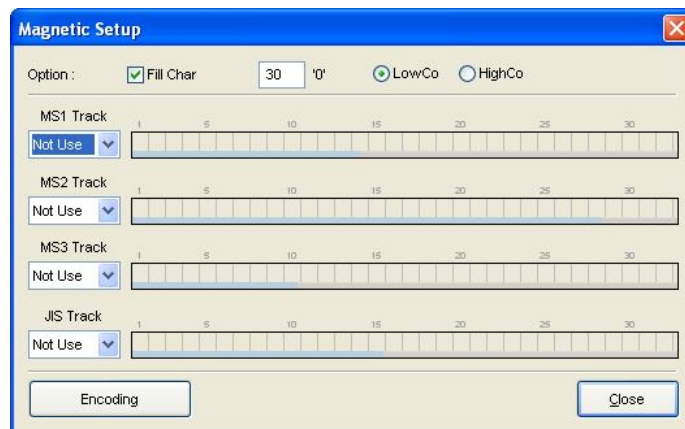 Magnetic Setup
Option : Fill Char 30 '0' LowCo HighCo
MS1 Track
1 5 10 15 20 25 30
Not Use
MS2 Track
1 5 10 15 20 25 30
Not Use
MS3 Track
1 5 10 15 20 25 30
Not Use
JIS Track
1 5 10 15 20 25 30
Not Use
Encoding Close